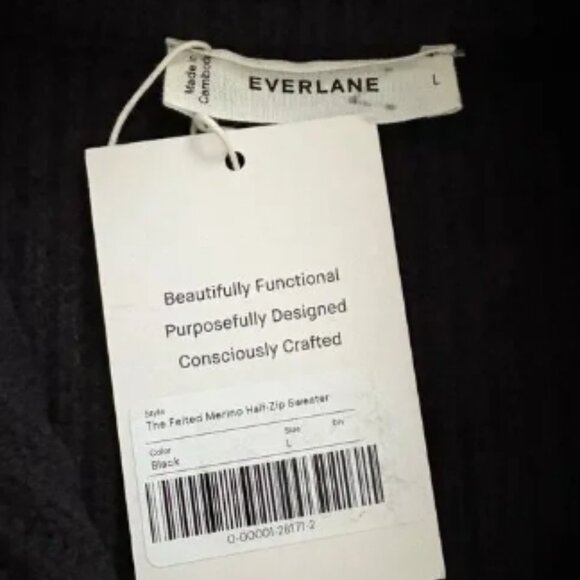 Made in
Cambod
EVERLANE
L
Beautifully Functional
Purposefully Designed
Consciously Crafted
Style
The Felted Merino Half-Zip Sweater
Color
Size
Black
L
0-00001-28171-2